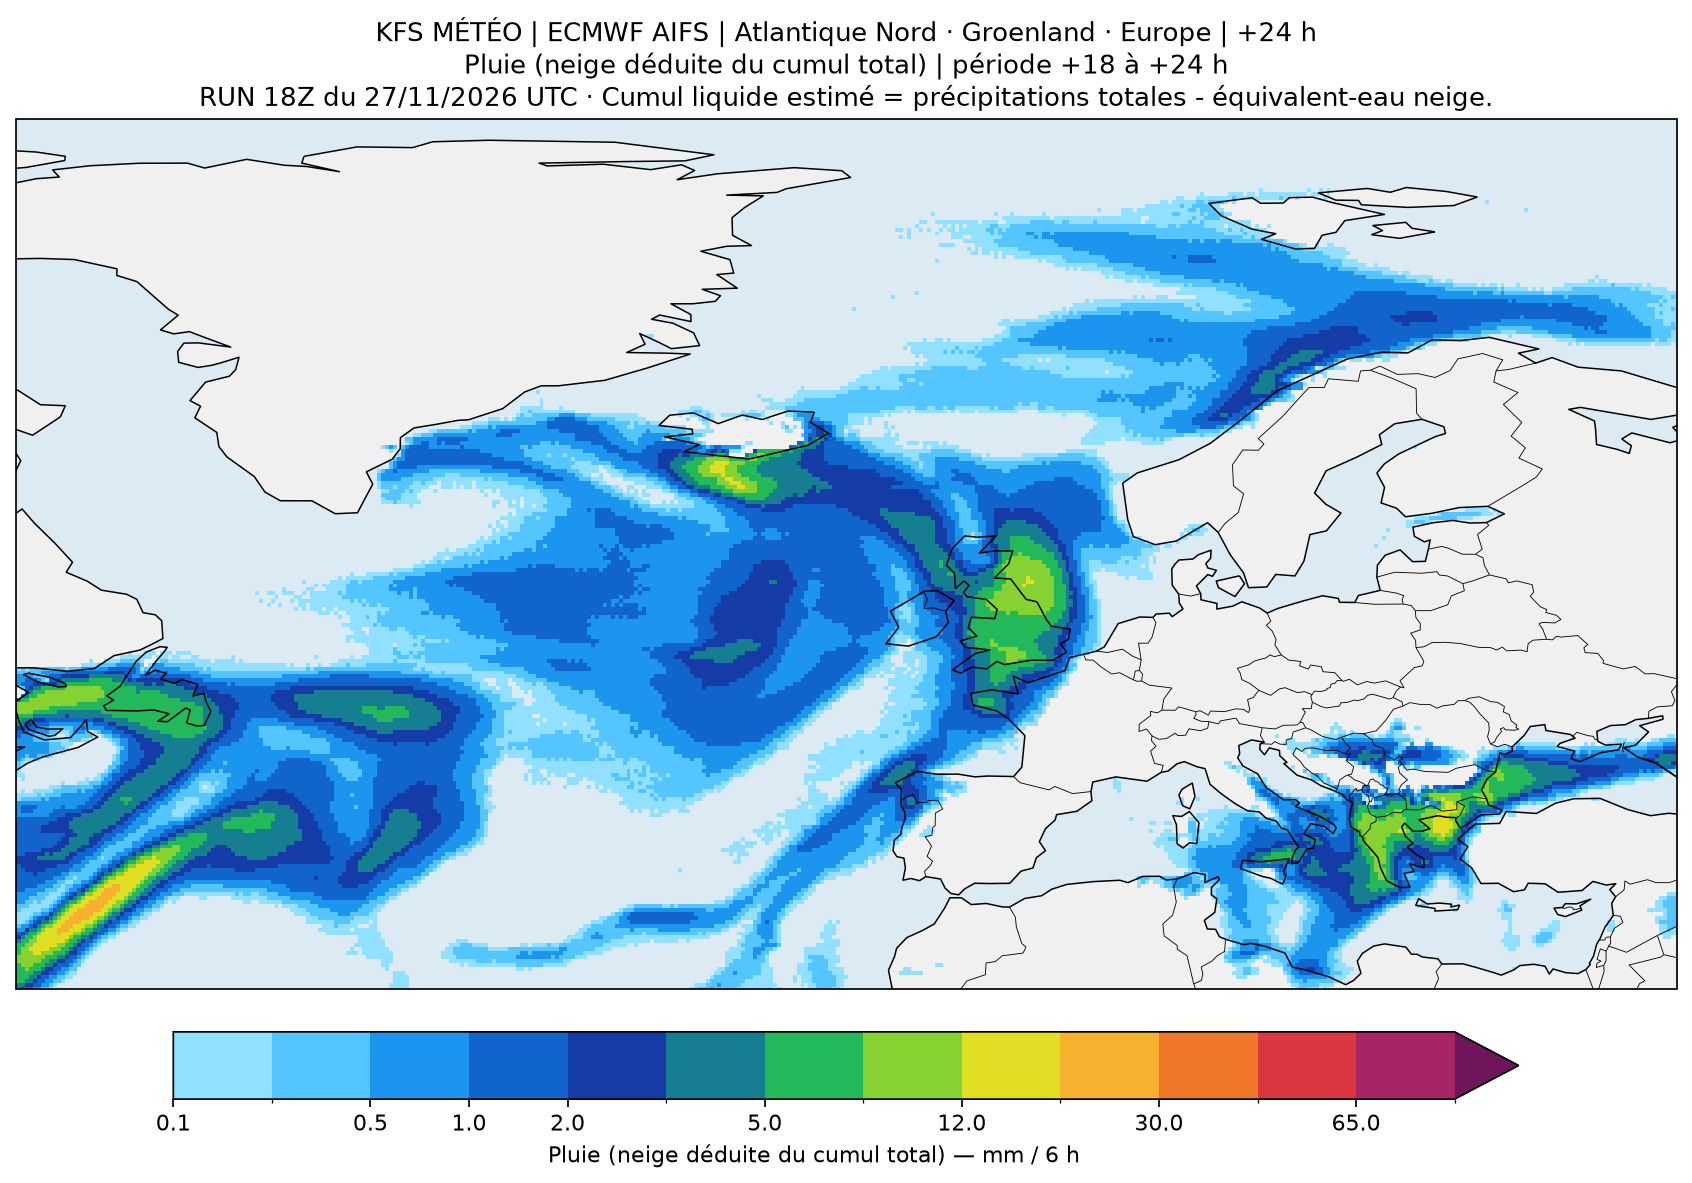 KFS MÉTÉO | ECMWF AIFS | Atlantique Nord · Groenland · Europe | +24 h
Pluie (neige déduite du cumul total) | période +18 à +24 h
RUN 18Z du 27/11/2026 UTC · Cumul liquide estimé = précipitations totales - équivalent-eau neige.
0.1 0.5 1.0 2.0 5.0 12.0 30.0 65.0
Pluie (neige déduite du cumul total) — mm / 6 h